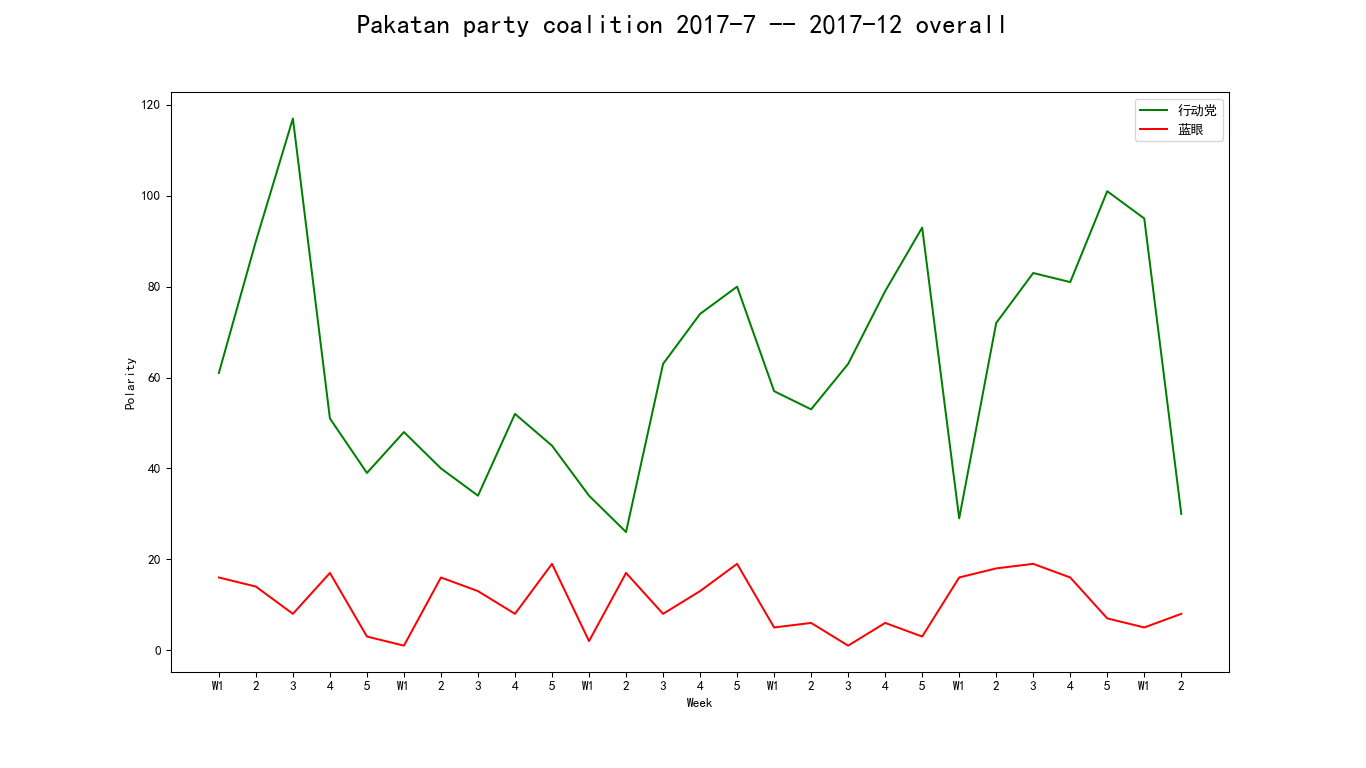 Pakatan party coalition 2017-7 -- 2017-12 overall
行动党
蓝眼
120
100
80
60
40
20
0
Polarity
W1 2 3 4 5 W1 2 3 4 5 W1 2 3 4 5 W1 2 3 4 5 W1 2 3 4 5 W1 2
Week